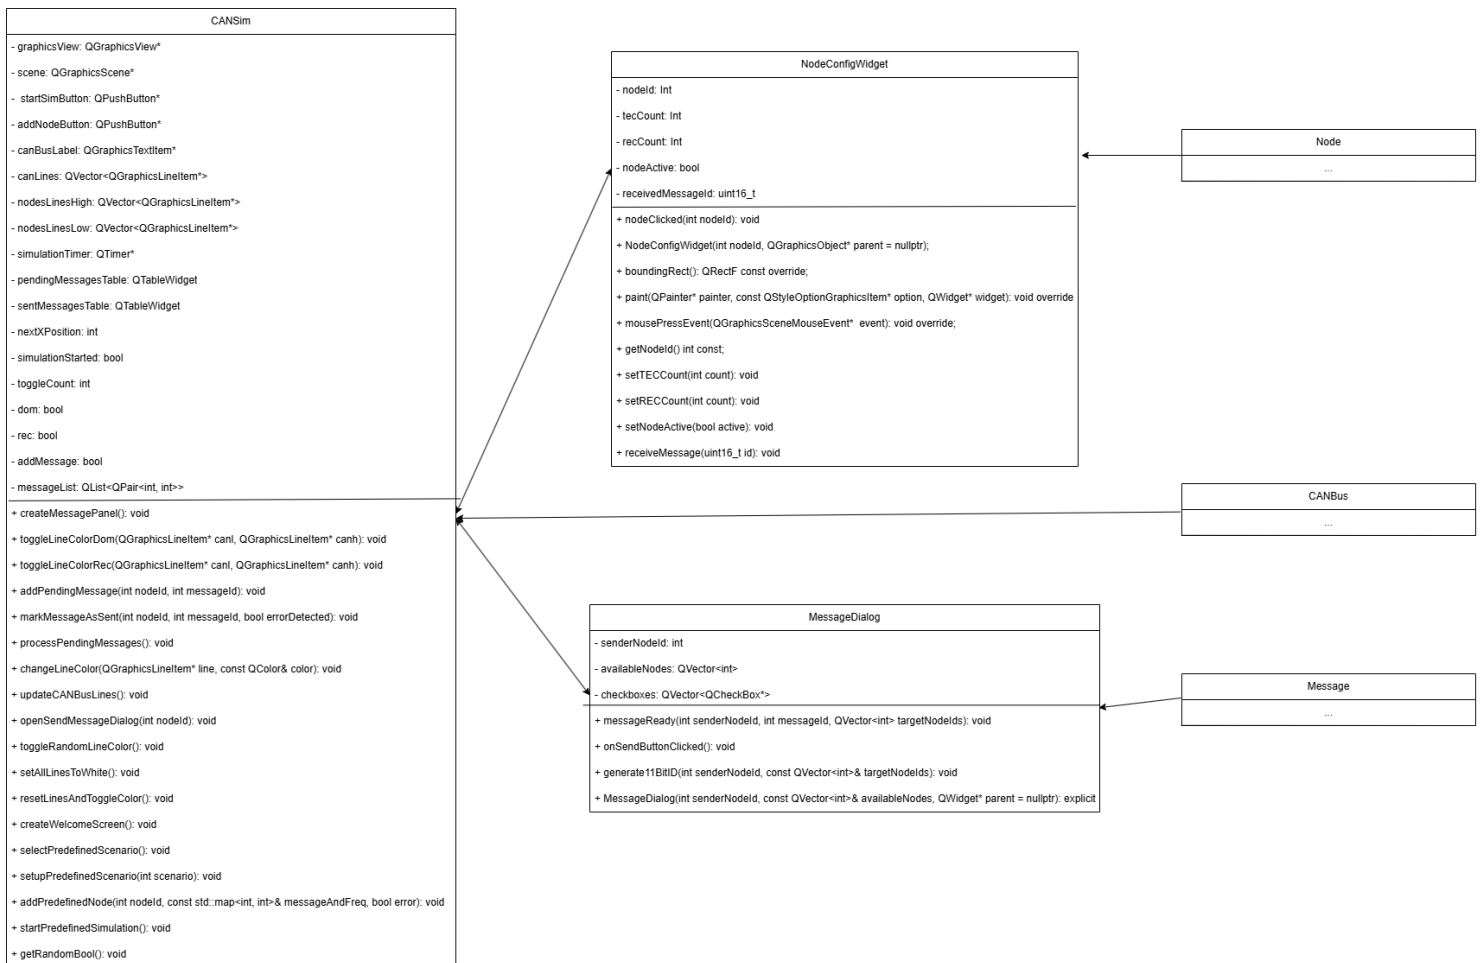 CANSim
- graphicsView: QGraphicsView*
- scene: QGraphicsScene*
- startSimButton: QPushButton*
- addNodeButton: QPushButton*
- canBusLabel: QGraphicsTextItem*
- canLines: QVector<QGraphicsLineItem*>
- nodesLinesHigh: QVector<QGraphicsLineItem*>
- nodesLinesLow: QVector<QGraphicsLineItem*>
- simulationTimer: QTimer*
- pendingMessagesTable: QTableWidget
- sentMessagesTable: QTableWidget
- nextXPosition: int
- simulationStarted: bool
- toggleCount: int
- dom: bool
- rec: bool
- addMessage: bool
- messageList: QList<QPair<int, int>>
+ createMessagePanel(): void
+ toggleLineColorDom(QGraphicsLineItem* canl, QGraphicsLineItem* canh): void
+ toggleLineColorRec(QGraphicsLineItem* canl, QGraphicsLineItem* canh): void
+ addPendingMessage(int nodeId, int messageId): void
+ markMessageAsSent(int nodeId, int messageId, bool errorDetected): void
+ processPendingMessages(): void
+ changeLineColor(QGraphicsLineItem* line, const QColor& color): void
+ updateCANBusLines(): void
+ openSendMessageDialog(int nodeId): void
+ toggleRandomLineColor(): void
+ setAllLinesToWhite(): void
+ resetLinesAndToggleColor(): void
+ createWelcomeScreen(): void
+ selectPredefinedScenario(): void
+ setupPredefinedScenario(int scenario): void
+ addPredefinedNode(int nodeId, const std::map<int, int>& messageAndFreq, bool error): void
+ startPredefinedSimulation(): void
+ getRandomBool(): void
NodeConfigWidget
- nodeId: Int
- tecCount: Int
- recCount: Int
- nodeActive: bool
- receivedMessageId: uint16_t
+ nodeClicked(int nodeId): void
+ NodeConfigWidget(int nodeId, QGraphicsObject* parent = nullptr);
+ boundingRect(): QRectF const override;
+ paint(QPainter* painter, const QStyleOptionGraphicsItem* option, QWidget* widget): void override
+ mousePressEvent(QGraphicsSceneMouseEvent* event): void override;
+ getNodeId() int const;
+ setTECCount(int count): void
+ setRECCount(int count): void
+ setNodeActive(bool active): void
+ receiveMessage(uint16_t id): void
Node
...
CANBus
...
MessageDialog
- senderNodeId: int
- availableNodes: QVector<int>
- checkboxes: QVector<QCheckBox*>
+ messageReady(int senderNodeId, int messageId, QVector<int> targetNodeIds): void
+ onSendButtonClicked(): void
+ generate11BitID(int senderNodeId, const QVector<int>& targetNodeIds): void
+ MessageDialog(int senderNodeId, const QVector<int>& availableNodes, QWidget* parent = nullptr): explicit
Message
...